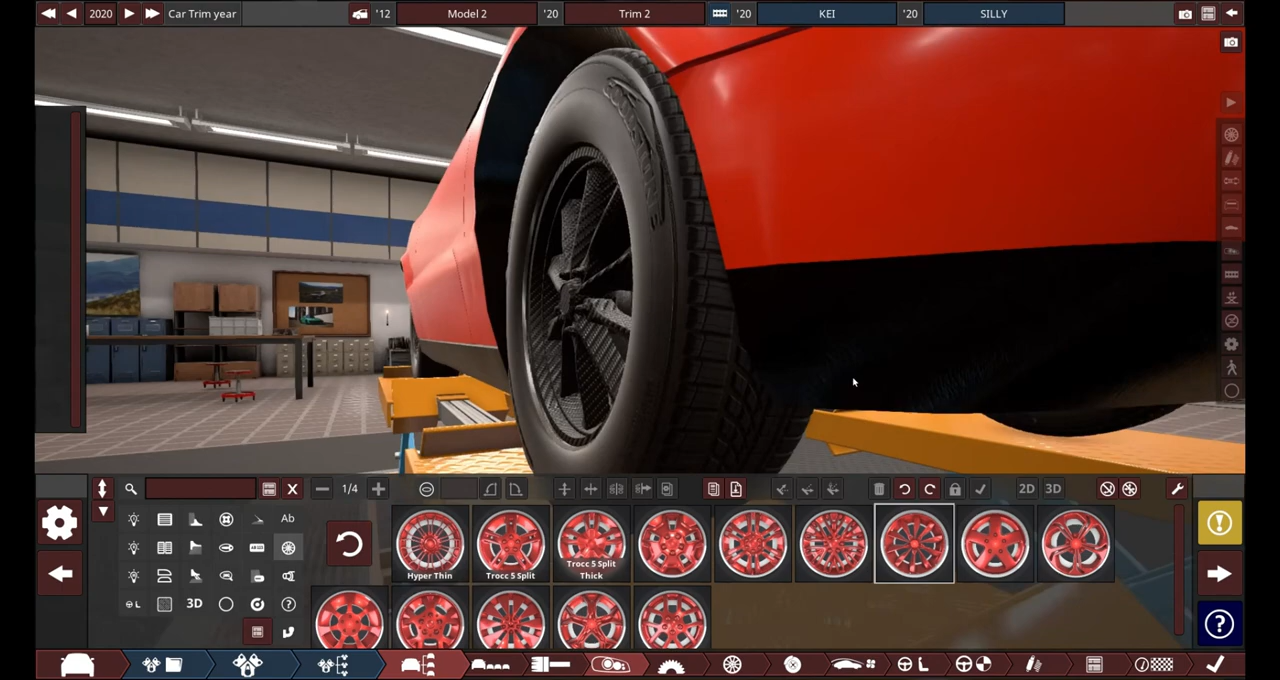 2020 Car Trim year '12 Model 2 '20 Trim 2 '20 KEI '20 SILLY
1/4 2D 3D
Ab
L 3D ?
Hyper Thin Trocc 5 Split Trocc 5 Split Thick
?
L